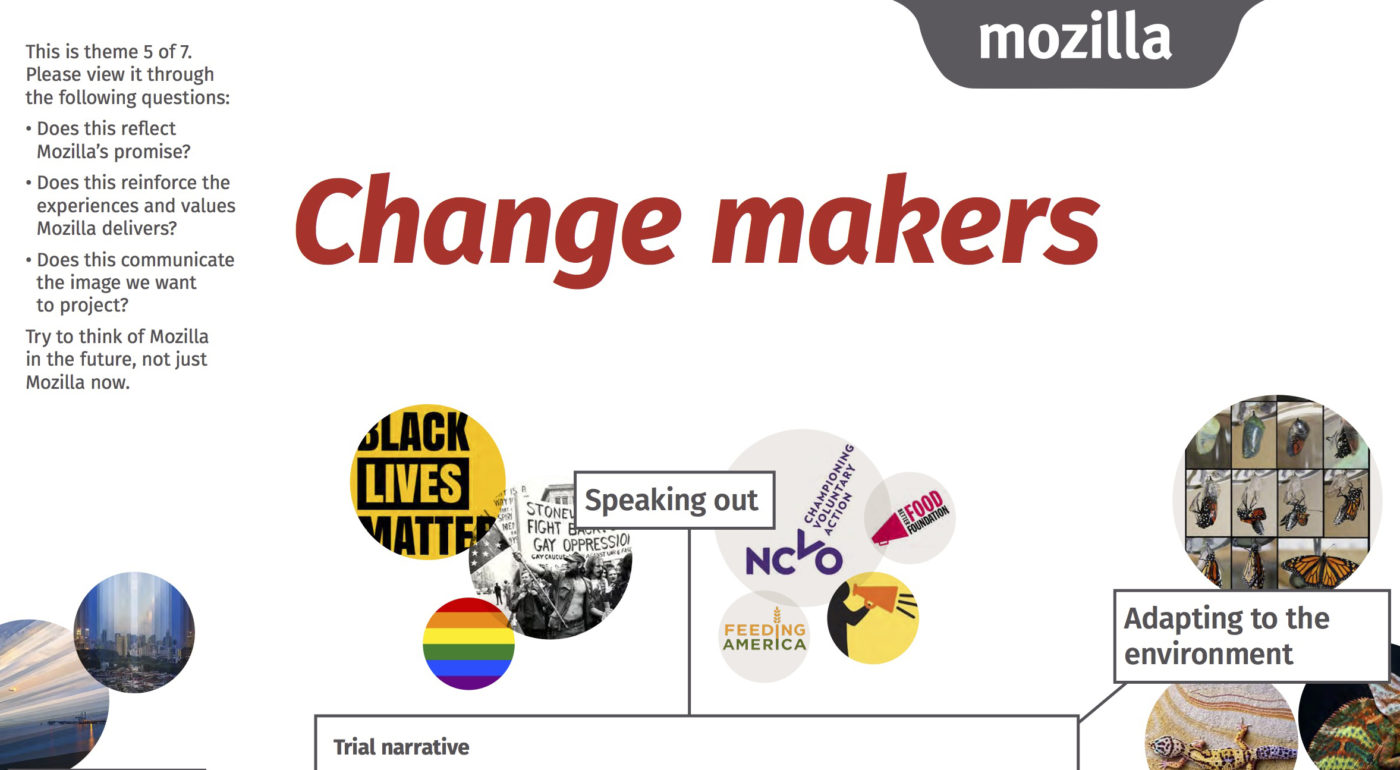 This is theme 5 of 7.
Please view it through
the following questions:
• Does this reflect
Mozilla's promise?
• Does this reinforce the
experiences and values
Mozilla delivers?
• Does this communicate
the image we want
to project?
Try to think of Mozilla
in the future, not just
Mozilla now.
mozilla
Change makers
BLACK
LIVES
MATTER
FIGHT
GAY OPPRESSION
Speaking out
CHAMPIONING
VOLUNTARY
ACTION
NCVO
BETTER
FOOD
FOUNDATION
FEEDING
AMERICA
Adapting to the
environment
Trial narrative